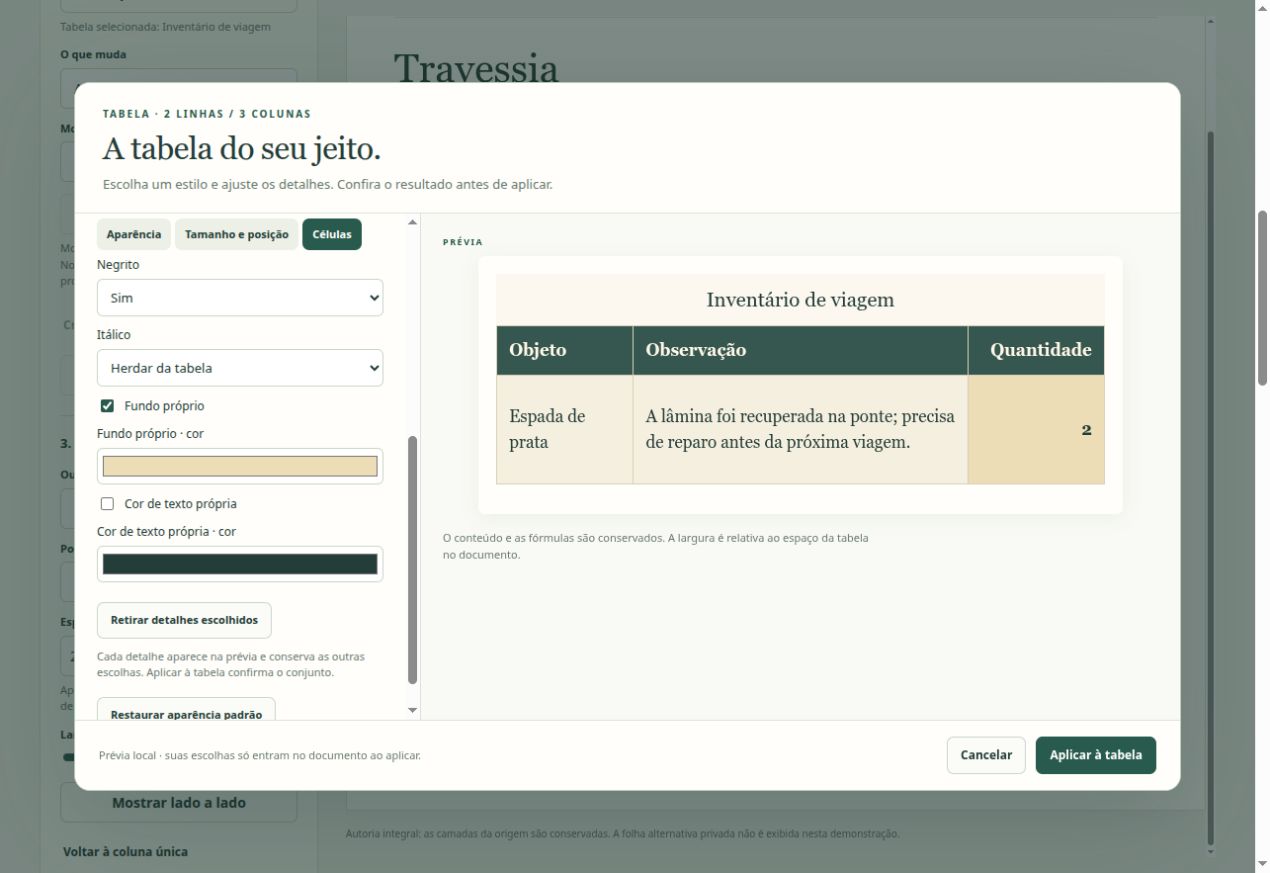 Tabela selecionada: Inventário de viagem
O que muda
Travessia
TABELA · 2 LINHAS / 3 COLUNAS
A tabela do seu jeito.
Escolha um estilo e ajuste os detalhes. Confira o resultado antes de aplicar.
Aparência
Tamanho e posição
Células
Negrito
Sim
Itálico
Herdar da tabela
Fundo próprio
Fundo próprio · cor
Cor de texto própria
Cor de texto própria · cor
Retirar detalhes escolhidos
Cada detalhe aparece na prévia e conserva as outras
escolhas. Aplicar à tabela confirma o conjunto.
Restaurar aparência padrão
PRÉVIA
Inventário de viagem
Objeto
Observação
Quantidade
Espada de
prata
A lâmina foi recuperada na ponte; precisa
de reparo antes da próxima viagem.
2
O conteúdo e as fórmulas são conservados. A largura é relativa ao espaço da tabela
no documento.
Prévia local · suas escolhas só entram no documento ao aplicar.
Cancelar
Aplicar à tabela
3.
de
Mostrar lado a lado
Voltar à coluna única
Autoria integral: as camadas da origem são conservadas. A folha alternativa privada não é exibida nesta demonstração.